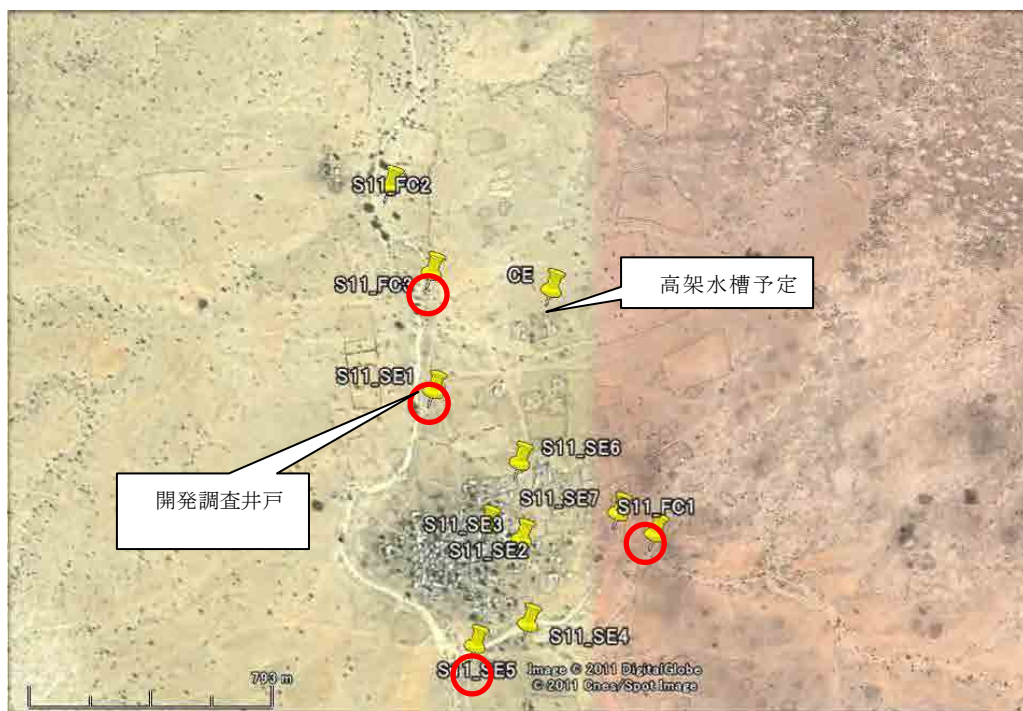 S11_FC2
S11_FC3
CE
高架水槽予定
S11_SE1
S11_SE6
開発調査井戸
S11_SE7
S11_FC1
S11_SE3
S11_SE2
S11_SE4
S11_SE5
Image © 2011 DigitalGlobe
© 2011 Cnes/Spot Image
793 m